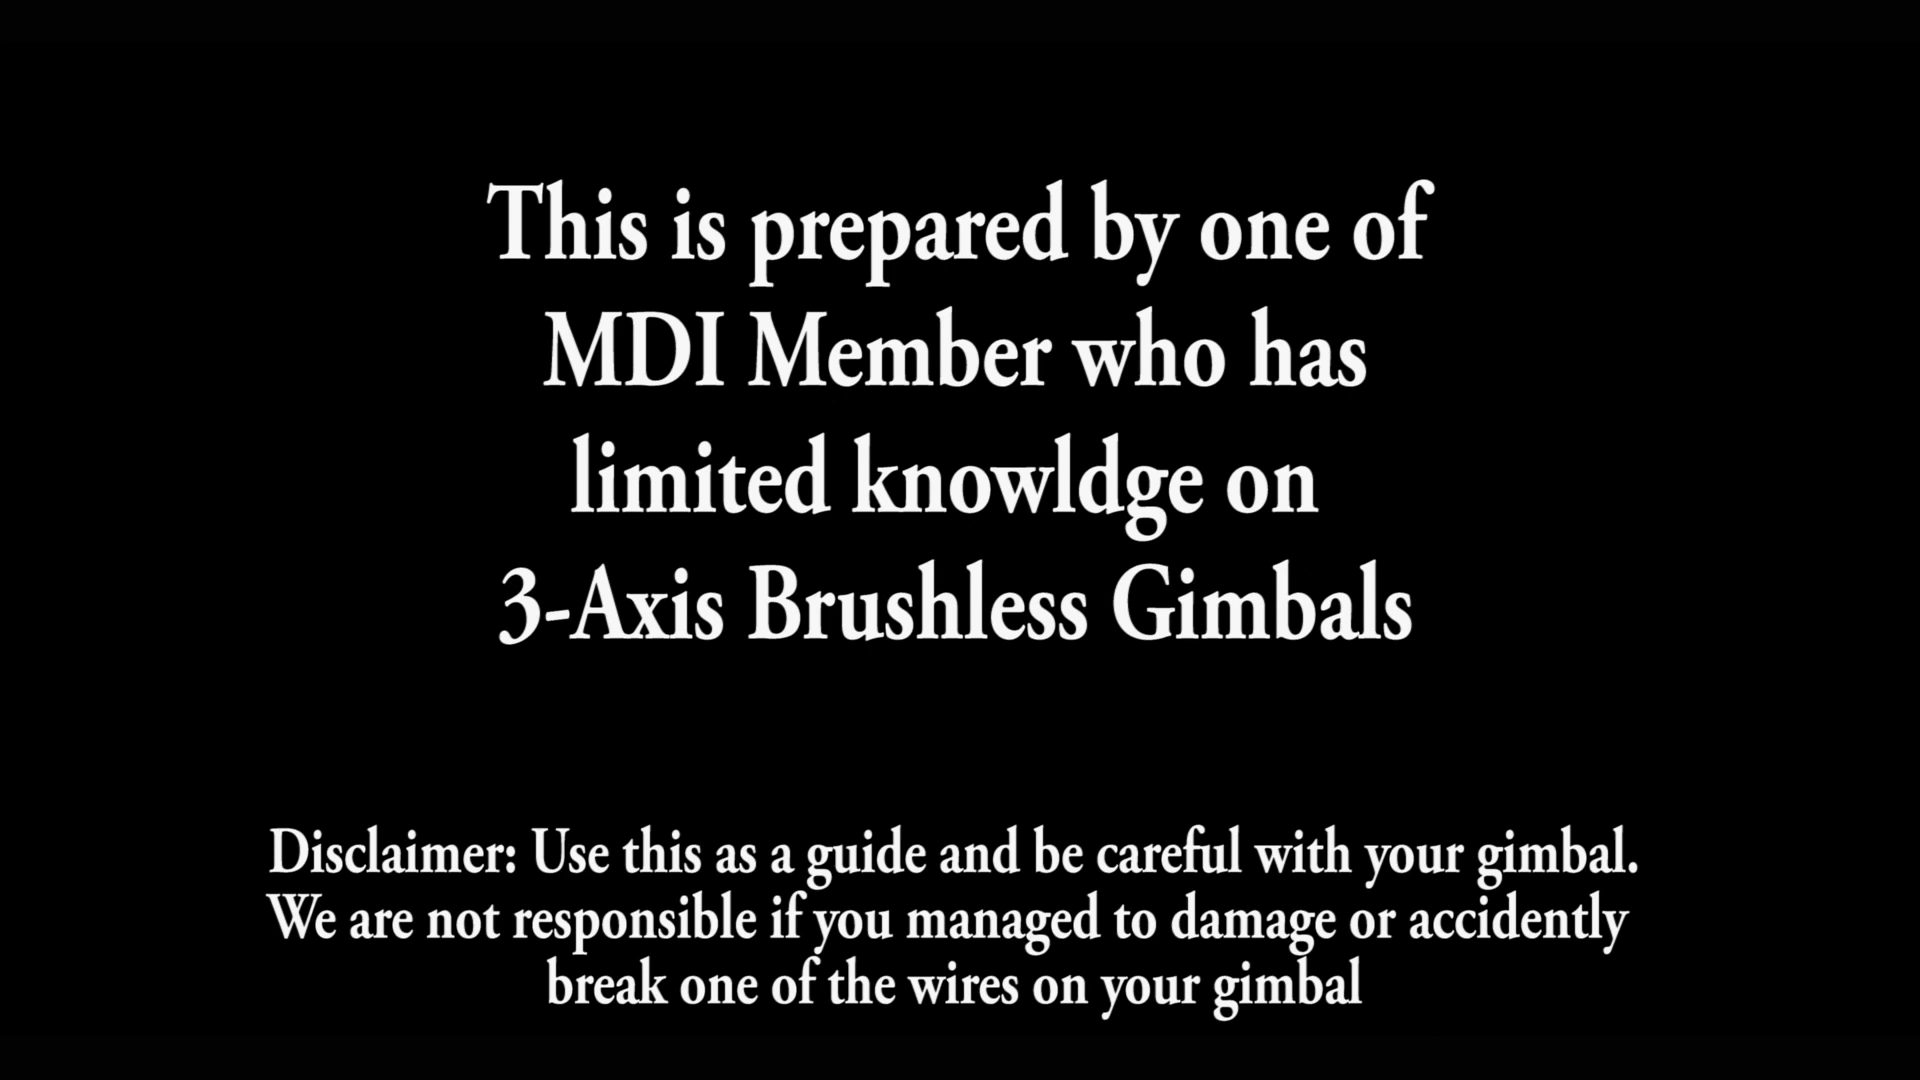 This is prepared by one of
MDI Member who has
limited knowldge on
3-Axis Brushless Gimbals
Disclaimer: Use this as a guide and be careful with your gimbal.
We are not responsible if you managed to damage or accidently
break one of the wires on your gimbal